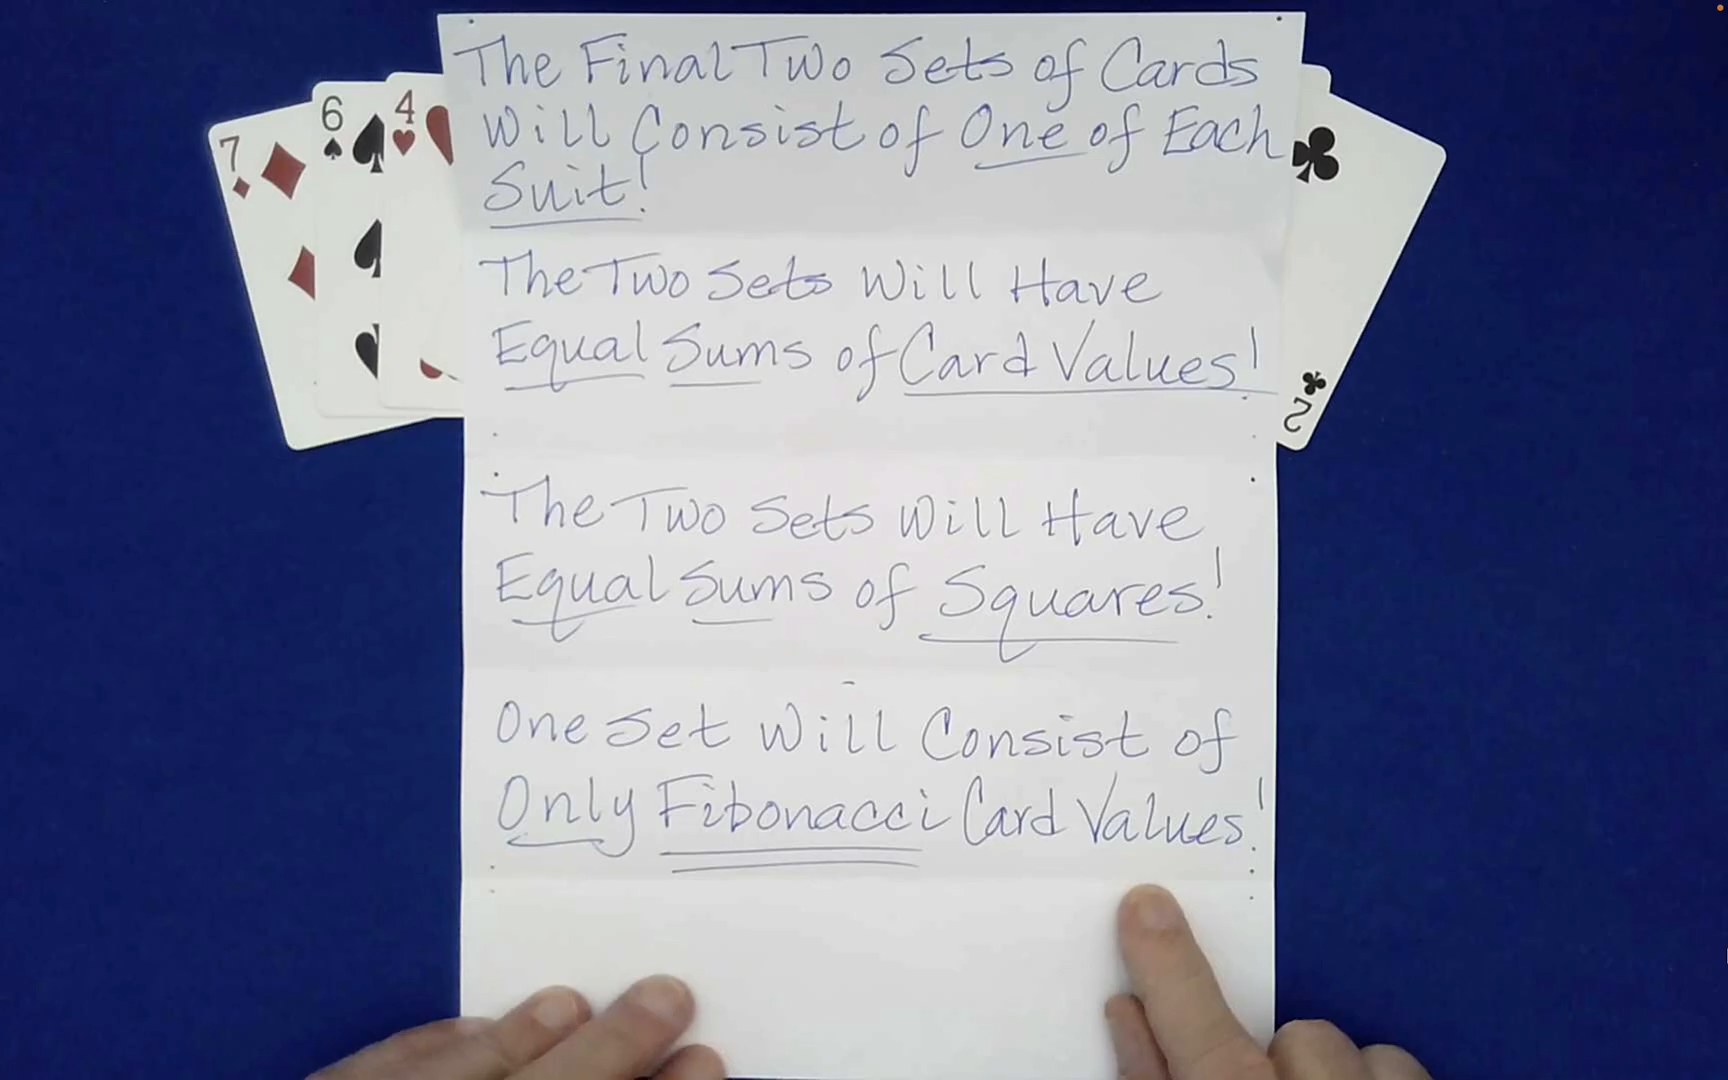 The Final Two Sets of Cards
Will Consist of One of Each
Suit!
The Two Sets Will Have
Equal Sums of Card Values!
The Two Sets Will Have
Equal Sums of Squares!
One Set Will Consist of
Only Fibonacci Card Values!
7
6
4
2